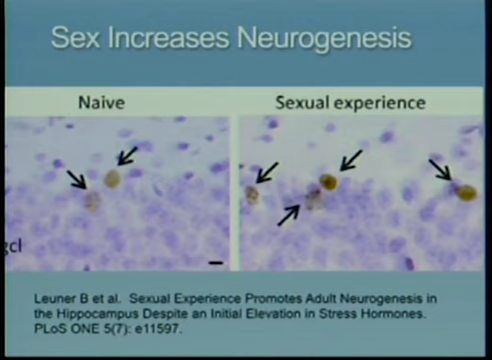 Sex Increases Neurogenesis
Naive
Sexual experience
gcl
Leuner B et al.  Sexual Experience Promotes Adult Neurogenesis in
the Hippocampus Despite an Initial Elevation in Stress Hormones.
PLoS ONE 5(7): e11597.